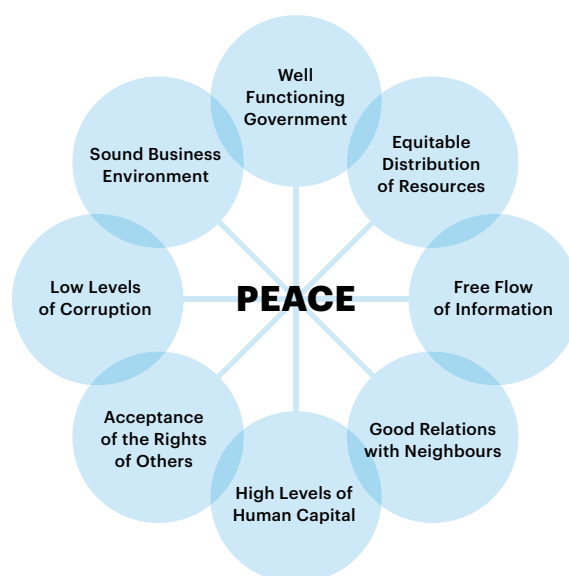 Well
Functioning
Government
Equitable
Distribution
of Resources
Sound Business
Environment
Free Flow
of Information
Low Levels
of Corruption
PEACE
Good Relations
with Neighbours
Acceptance
of the Rights
of Others
High Levels of
Human Capital